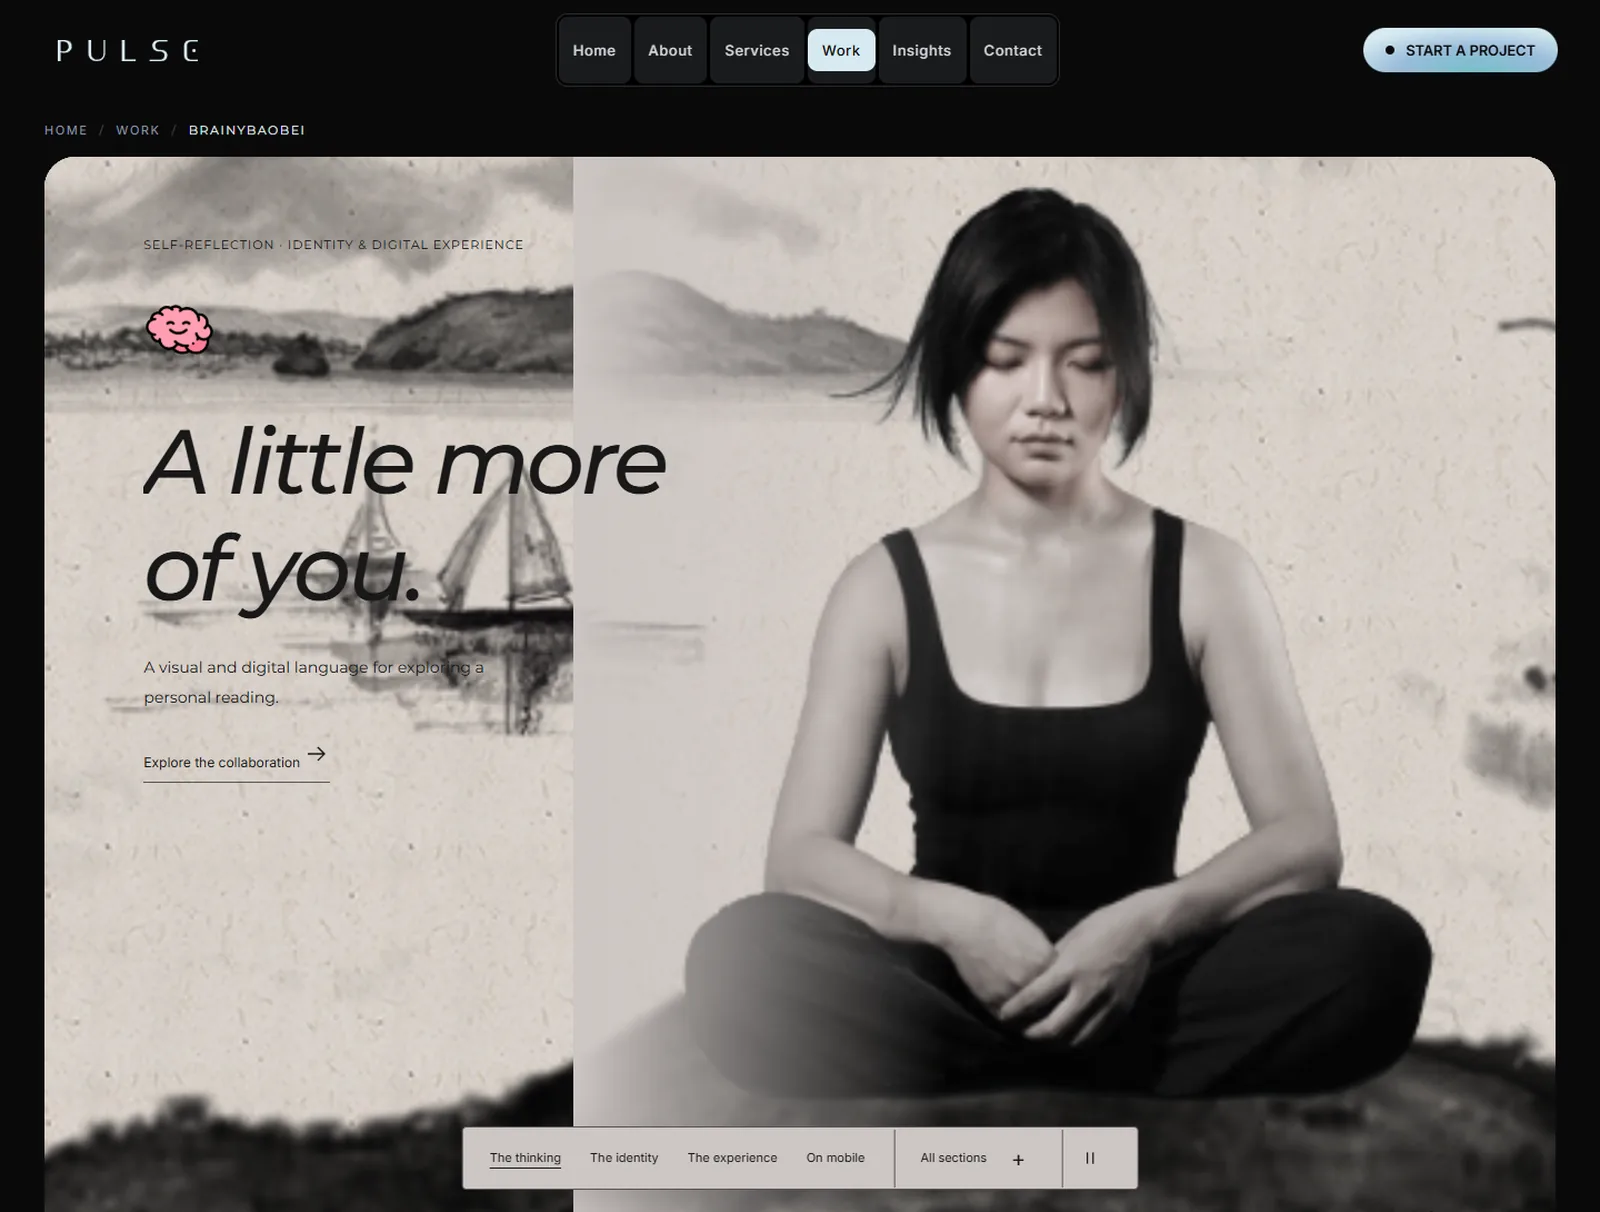 PULSE
Home
About
Services
Work
Insights
Contact
START A PROJECT
HOME / WORK / BRAINYBAOBEI
SELF-REFLECTION · IDENTITY & DIGITAL EXPERIENCE
A little more
of you.
A visual and digital language for exploring a
personal reading.
Explore the collaboration →
The thinking
The identity
The experience
On mobile
All sections +